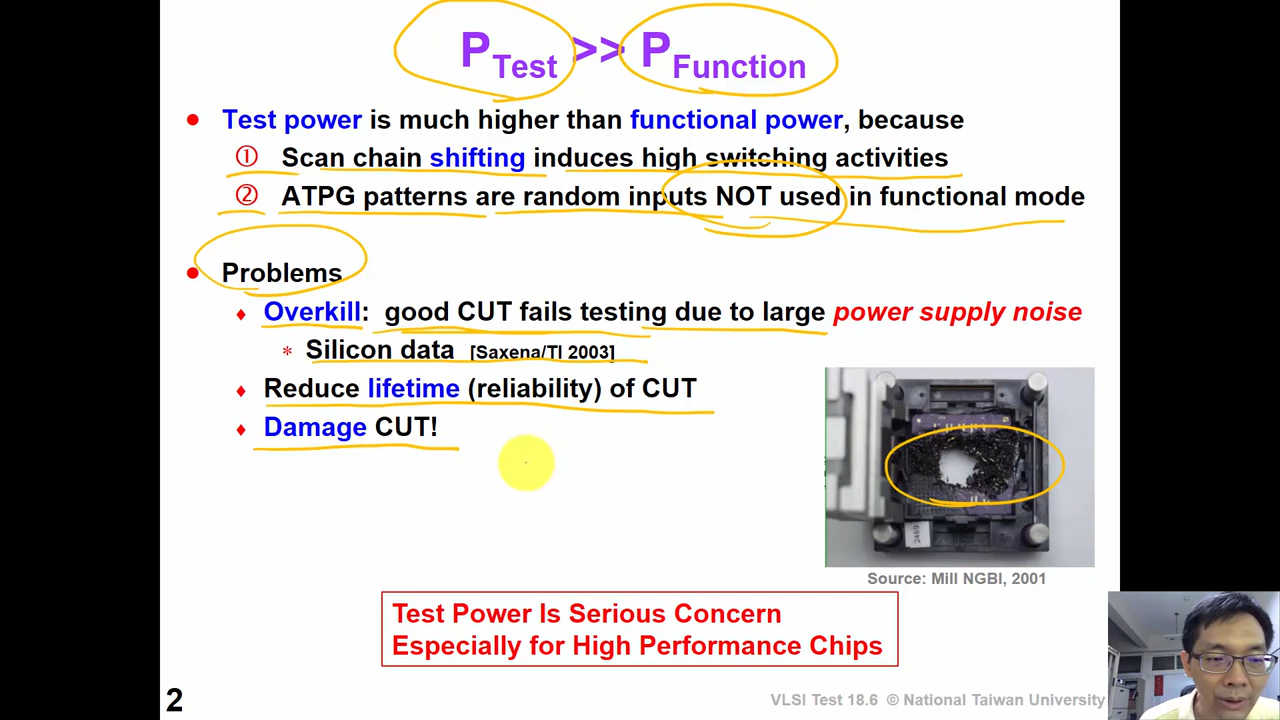 P Test >> P Function
• Test power is much higher than functional power, because
① Scan chain shifting induces high switching activities
② ATPG patterns are random inputs NOT used in functional mode
• Problems
♦ Overkill: good CUT fails testing due to large power supply noise
* Silicon data [Saxena/TI 2003]
♦ Reduce lifetime (reliability) of CUT
♦ Damage CUT!
2469
Source: Mill NGBI, 2001
Test Power Is Serious Concern
Especially for High Performance Chips
2
VLSI Test 18.6 © National Taiwan University